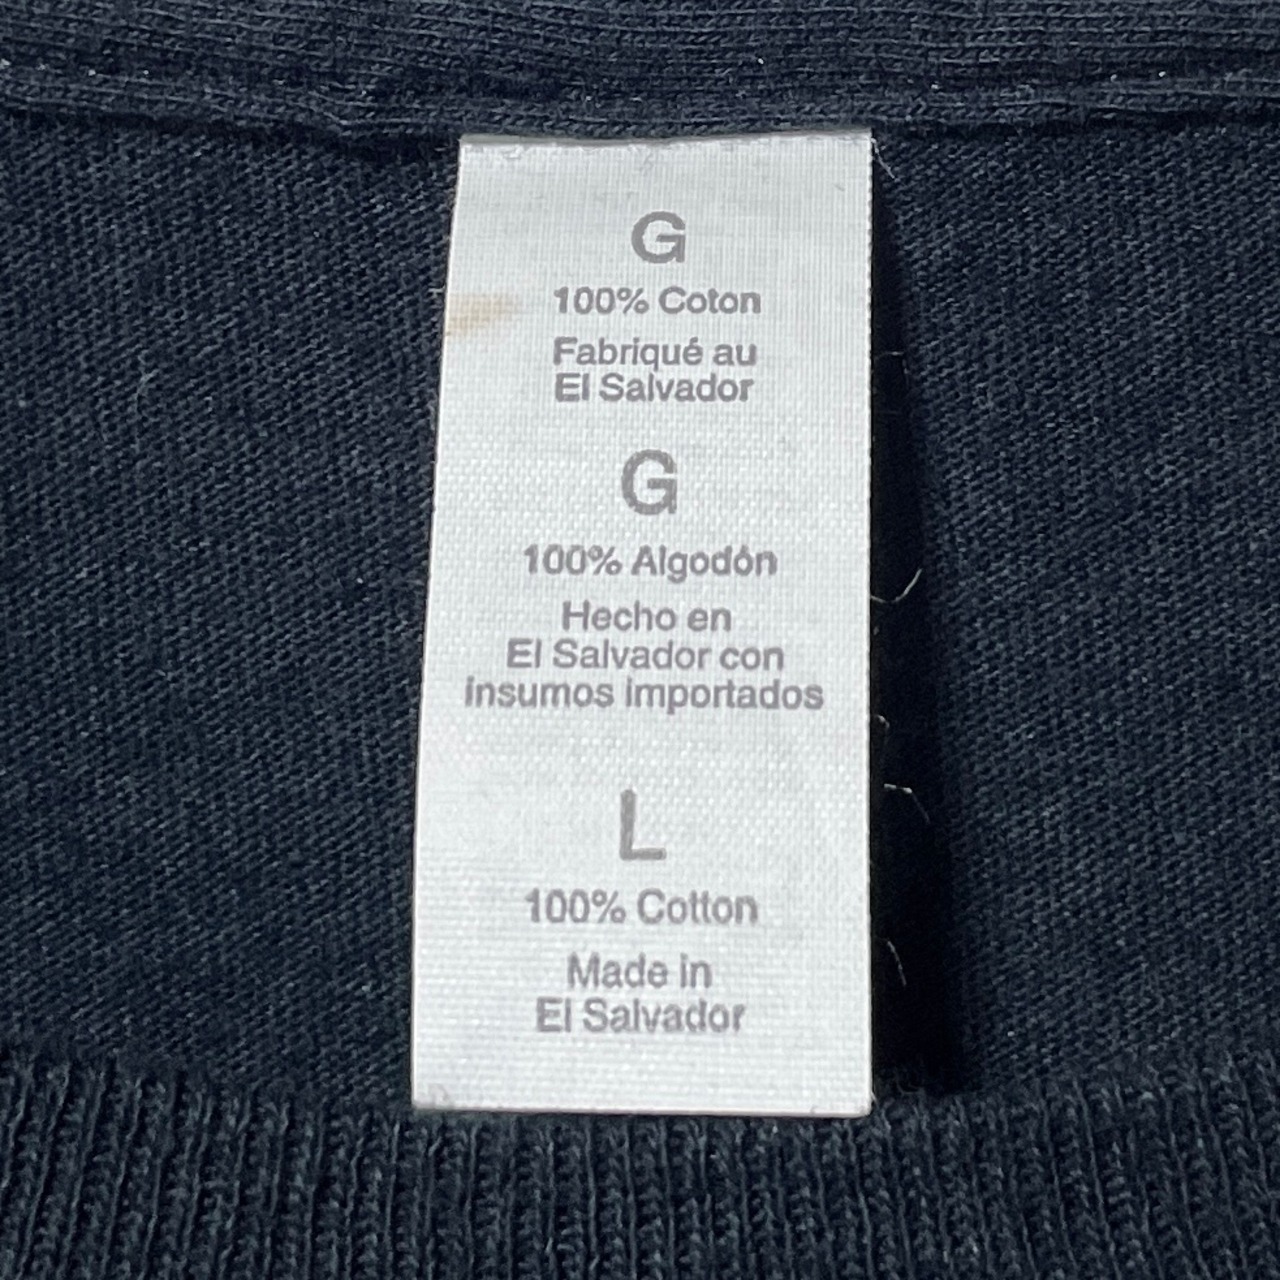 G
100% Coton
Fabriqué au
El Salvador
G
100% Algodón
Hecho en
El Salvador con
insumos importados
L
100% Cotton
Made in
El Salvador